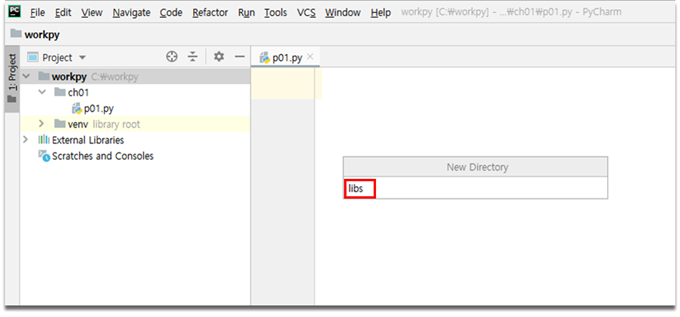 PC File Edit View Navigate Code Refactor Run Tools VCS Window Help workpy [C:₩workpy] - ...₩ch01₩p01.py - PyCharm
workpy
1: Project
Project
p01.py
workpy C:₩workpy
ch01
p01.py
venv library root
External Libraries
Scratches and Consoles
New Directory
libs